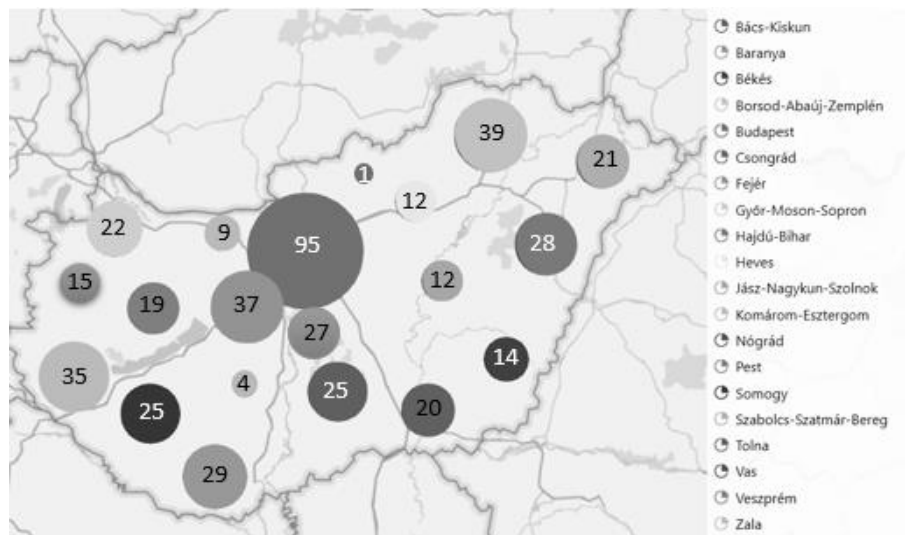 39
21
1
12
22
9
95
28
15
19
37
12
27
35
25
4
25
14
20
29
Bács-Kiskun
Baranya
Békés
Borsod-Abaúj-Zemplén
Budapest
Csongrád
Fejér
Győr-Moson-Sopron
Hajdú-Bihar
Heves
Jász-Nagykun-Szolnok
Komárom-Esztergom
Nógrád
Pest
Somogy
Szabolcs-Szatmár-Bereg
Tolna
Vas
Veszprém
Zala